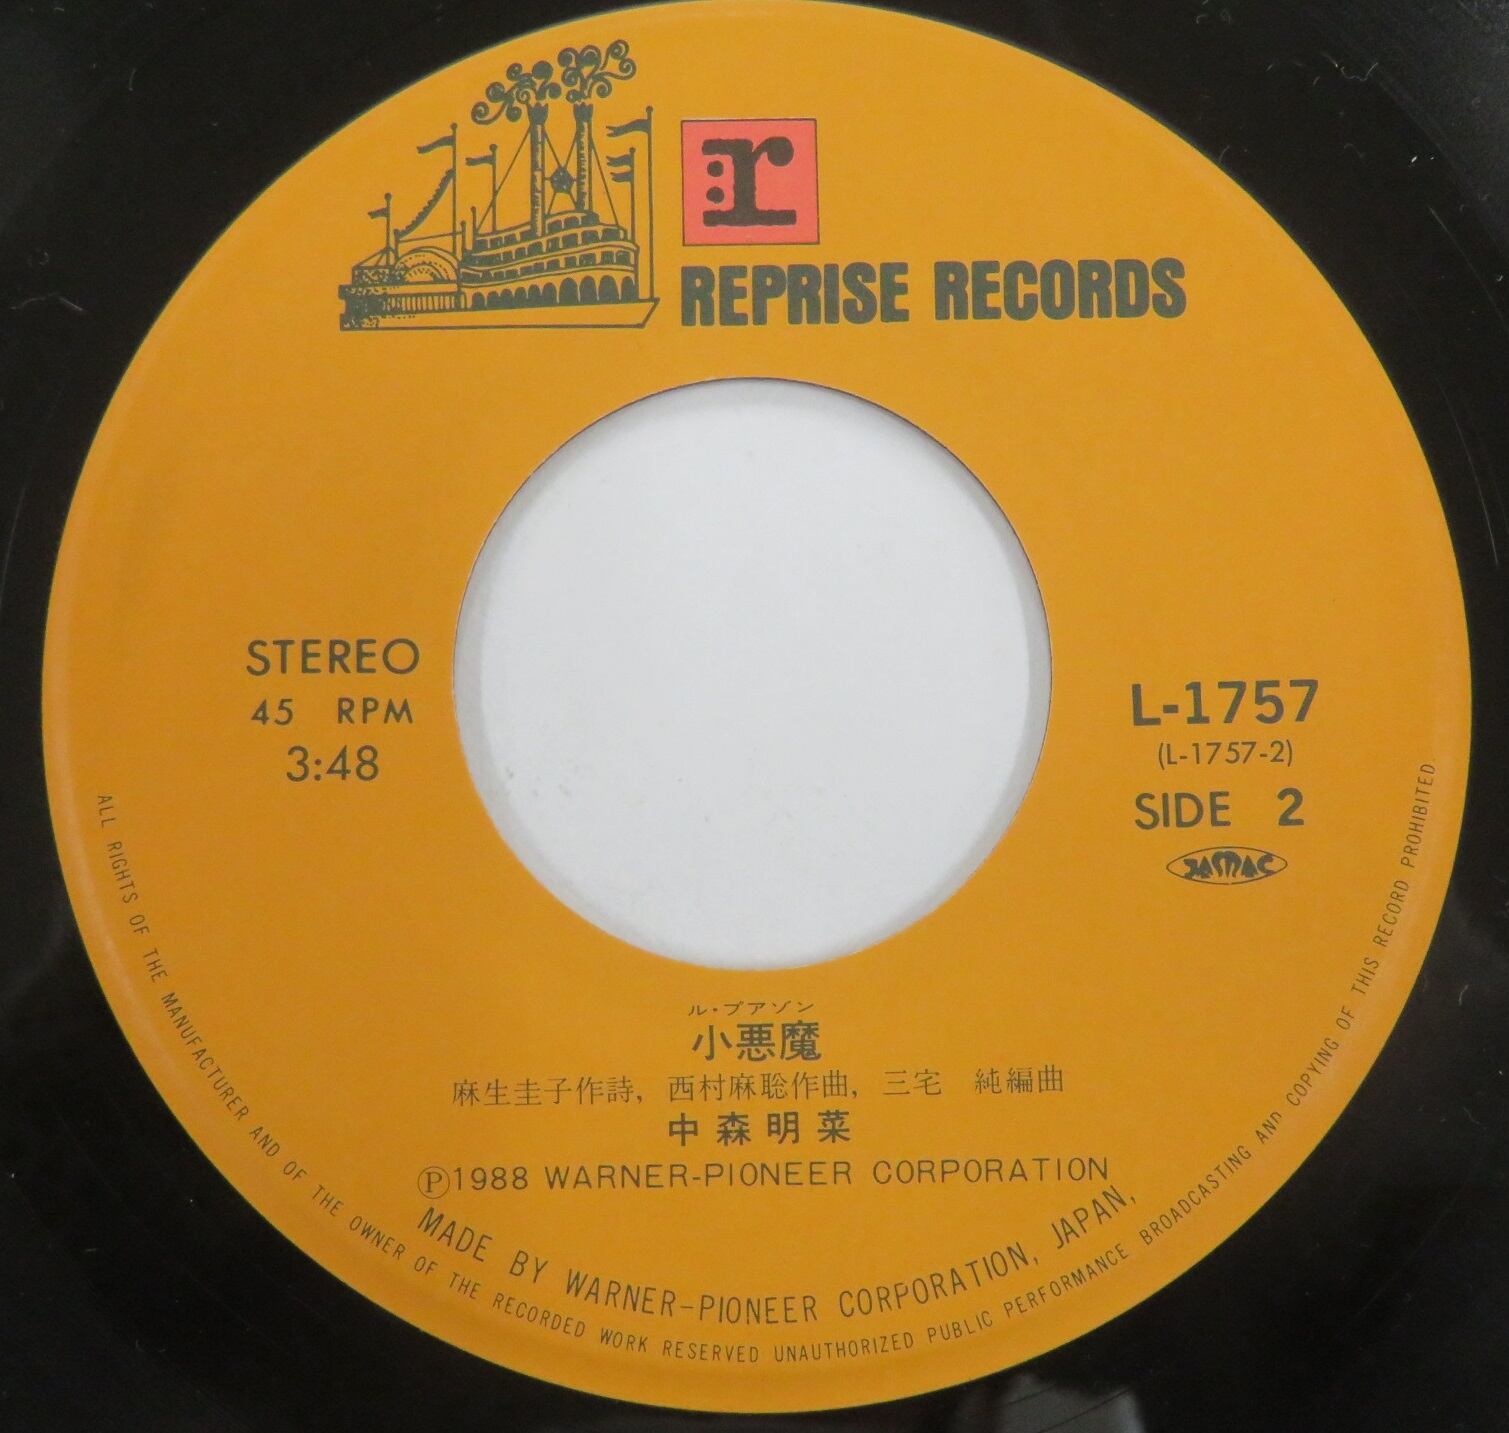 r
REPRISE RECORDS
STEREO
45 RPM
3:48
L-1757
(L-1757-2)
SIDE 2
JASRAC
ル・プアゾン
小悪魔
麻生圭子作詩, 西村麻聡作曲, 三宅 純編曲
中森明菜
Ⓟ1988 WARNER-PIONEER CORPORATION
MADE BY WARNER-PIONEER CORPORATION, JAPAN,
ALL RIGHTS OF THE MANUFACTURER AND OF THE OWNER OF THE RECORDED WORK RESERVED UNAUTHORIZED PUBLIC PERFORMANCE BROADCASTING AND COPYING OF THIS RECORD PROHIBITED.